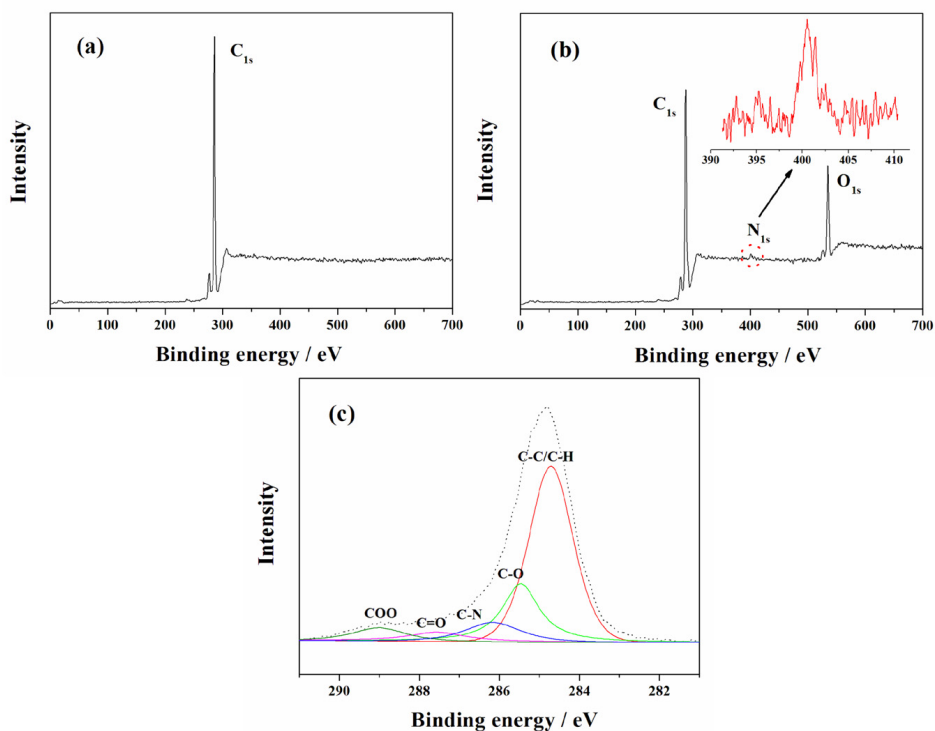 (a)
C1s
Intensity
0 100 200 300 400 500 600 700
Binding energy / eV
(b)
C1s
390 395 400 405 410
O1s
N1s
Intensity
0 100 200 300 400 500 600 700
Binding energy / eV
(c)
C-C/C-H
C-O
C-N
C=O
COO
Intensity
290 288 286 284 282
Binding energy / eV